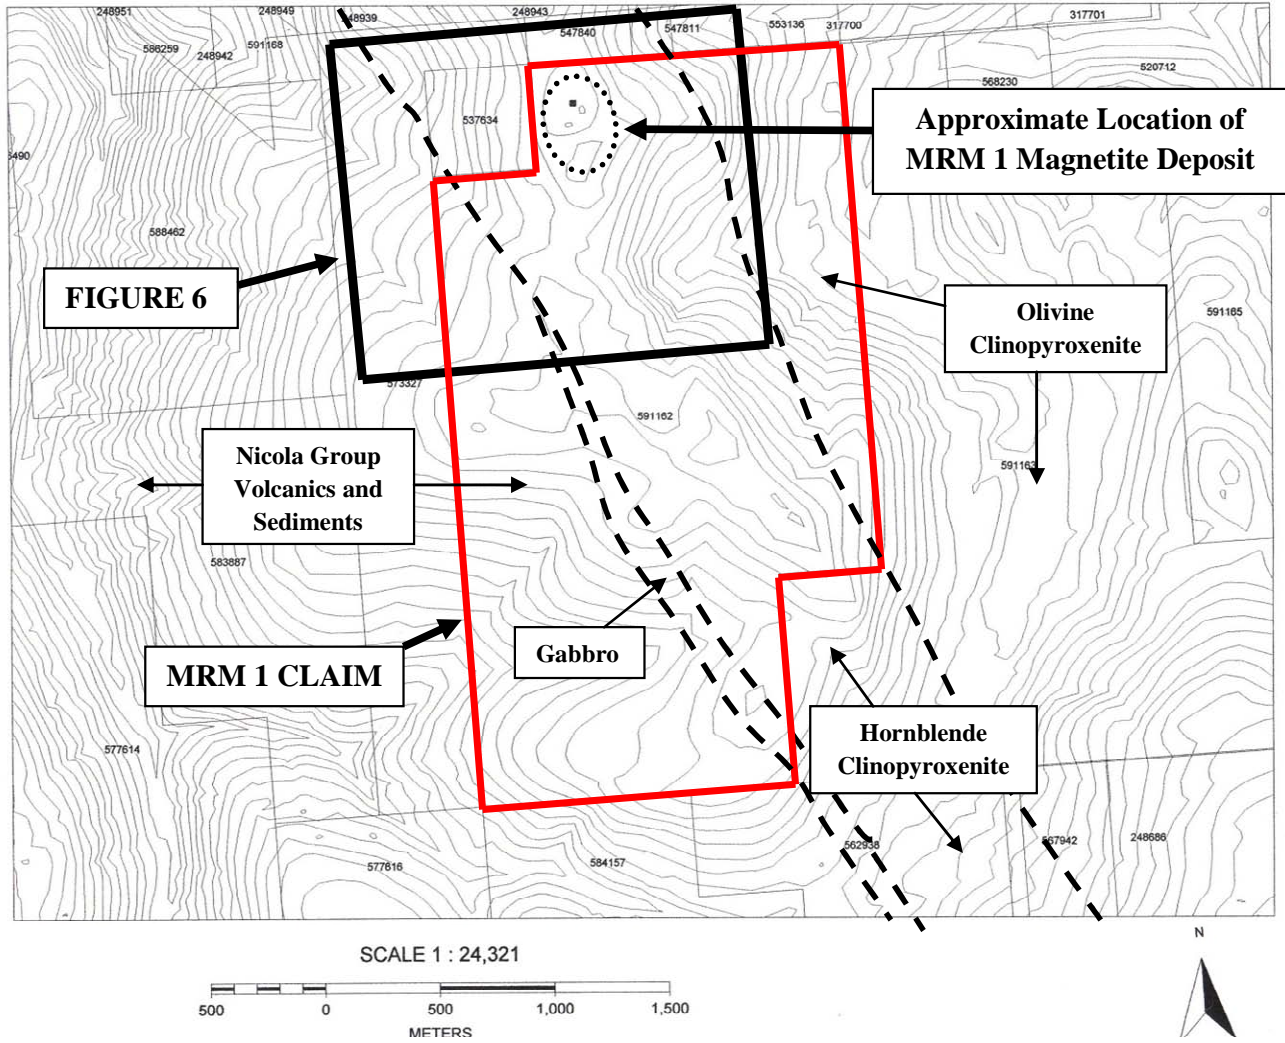 248951
248949
248939
248943
547840
547811
553136
317700
317701
586259
248942
591168
568230
520712
537634
Approximate Location of
MRM 1 Magnetite Deposit
588462
FIGURE 6
Olivine
Clinopyroxenite
591165
573327
591162
Nicola Group
Volcanics and
Sediments
591163
583887
Gabbro
MRM 1 CLAIM
Hornblende
Clinopyroxenite
577614
577616
584157
562938
567942
248686
SCALE 1 : 24,321
500
0
500
1,000
1,500
METERS
N